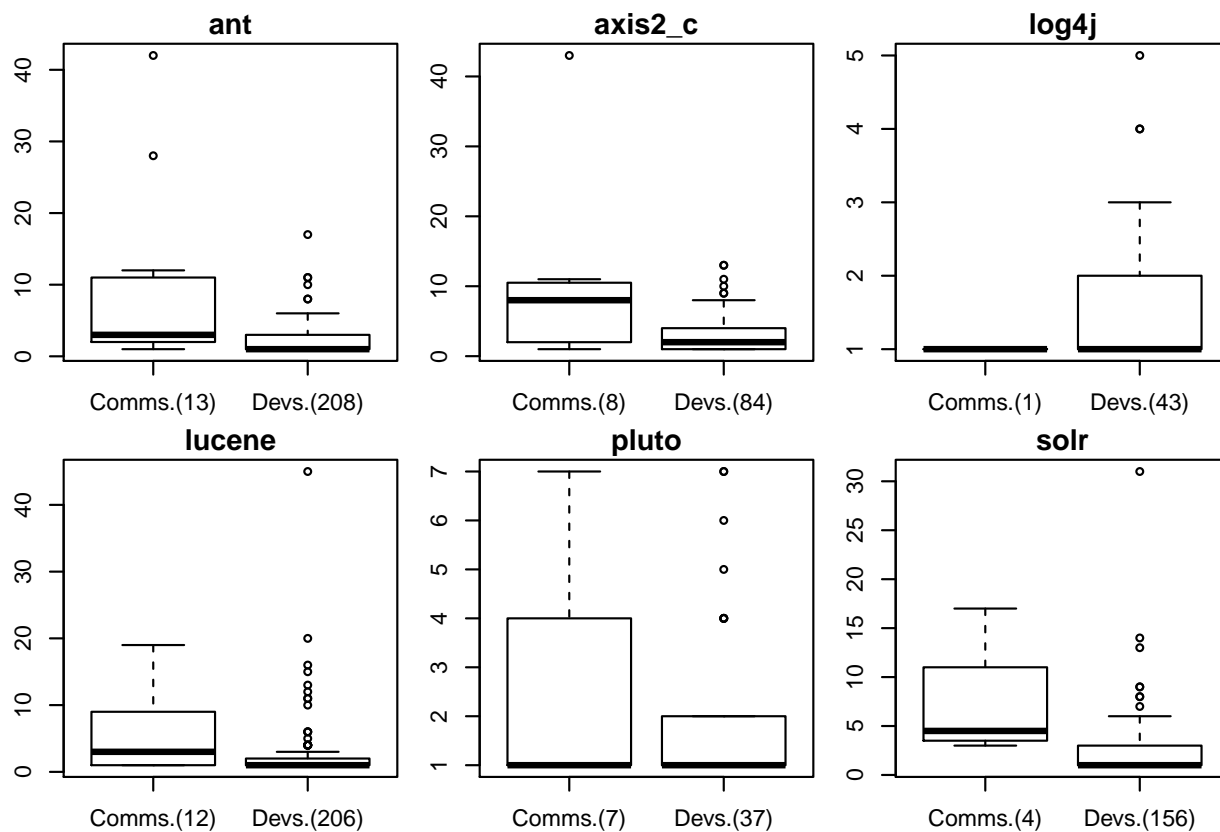 ant
axis2_c
log4j
40
30
20
10
0
Comms.(13)
Devs.(208)
40
30
20
10
0
Comms.(8)
Devs.(84)
5
4
3
2
1
Comms.(1)
Devs.(43)
lucene
pluto
solr
40
30
20
10
0
Comms.(12)
Devs.(206)
7
6
5
4
3
2
1
Comms.(7)
Devs.(37)
30
25
20
15
10
5
0
Comms.(4)
Devs.(156)